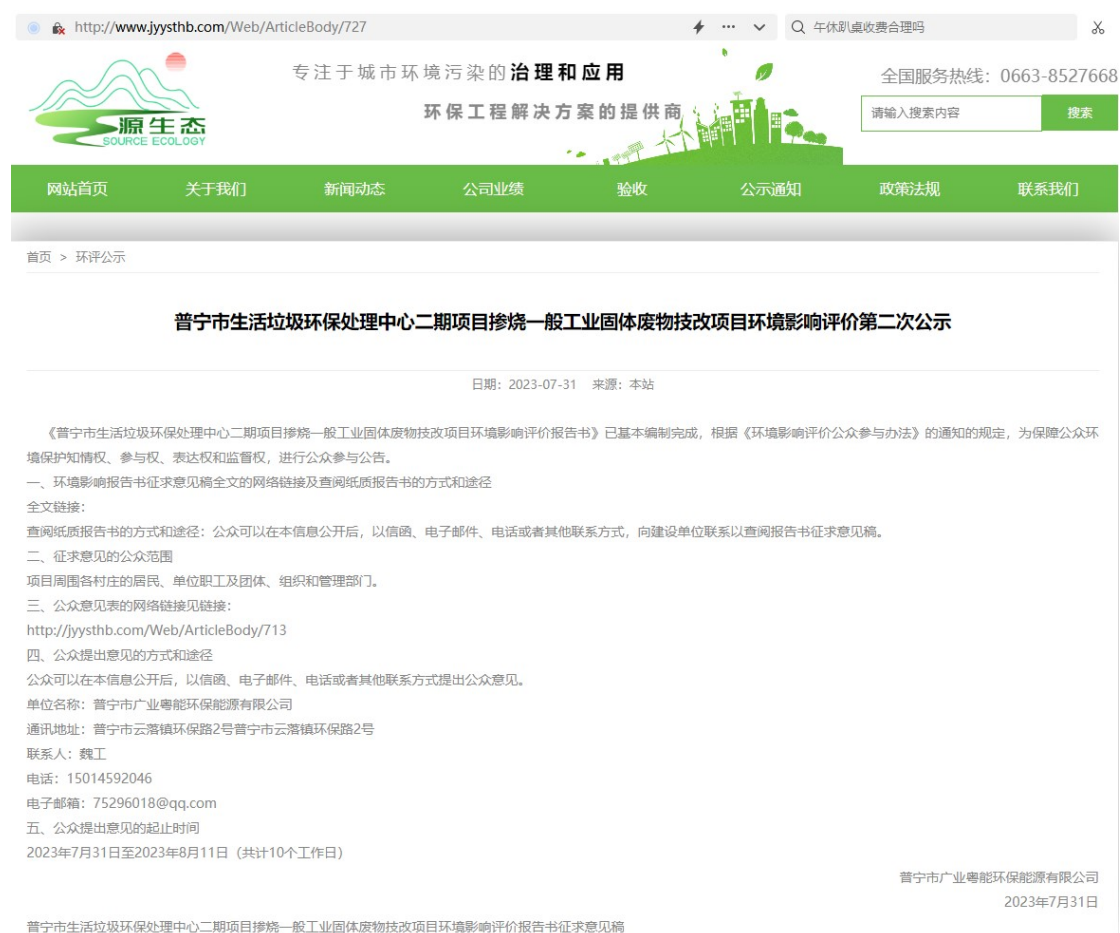 http://www.jyysthb.com/Web/ArticleBody/727
午休趴桌收费合理吗
源生态
SOURCE ECOLOGY
专注于城市环境污染的治理和应用
环保工程解决方案的提供商
全国服务热线：0663-8527668
请输入搜索内容
搜索
网站首页 关于我们 新闻动态 公司业绩 验收 公示通知 政策法规 联系我们
首页 > 环评公示
普宁市生活垃圾环保处理中心二期项目掺烧一般工业固体废物技改项目环境影响评价第二次公示
日期：2023-07-31 来源：本站
《普宁市生活垃圾环保处理中心二期项目掺烧一般工业固体废物技改项目环境影响评价报告书》已基本编制完成，根据《环境影响评价公众参与办法》的通知的规定，为保障公众环
境保护知情权、参与权、表达权和监督权，进行公众参与公告。
一、环境影响报告书征求意见稿全文的网络链接及查阅纸质报告书的方式和途径
全文链接：
查阅纸质报告书的方式和途径：公众可以在本信息公开后，以信函、电子邮件、电话或者其他联系方式，向建设单位联系以查阅报告书征求意见稿。
二、征求意见的公众范围
项目周围各村庄的居民、单位职工及团体、组织和管理部门。
三、公众意见表的网络链接见链接：
http://jyysthb.com/Web/ArticleBody/713
四、公众提出意见的方式和途径
公众可以在本信息公开后，以信函、电子邮件、电话或者其他联系方式提出公众意见。
单位名称：普宁市广业粤能环保能源有限公司
通讯地址：普宁市云落镇环保路2号普宁市云落镇环保路2号
联系人：魏工
电话：15014592046
电子邮箱：75296018@qq.com
五、公众提出意见的起止时间
2023年7月31日至2023年8月11日（共计10个工作日）
普宁市广业粤能环保能源有限公司
2023年7月31日
普宁市生活垃圾环保处理中心二期项目掺烧一般工业固体废物技改项目环境影响评价报告书征求意见稿